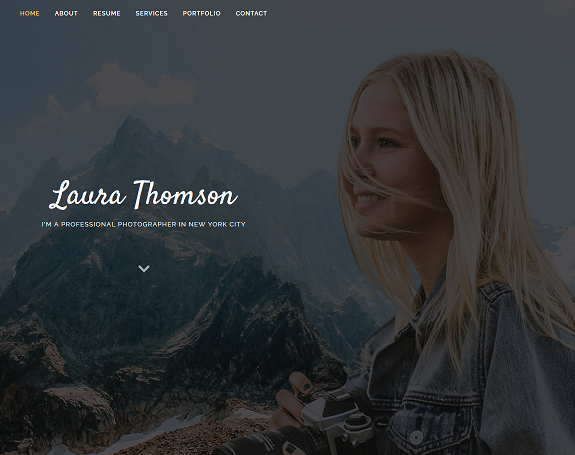 HOME ABOUT RESUME SERVICES PORTFOLIO CONTACT
Laura Thomson
I'M A PROFESSIONAL PHOTOGRAPHER IN NEW YORK CITY